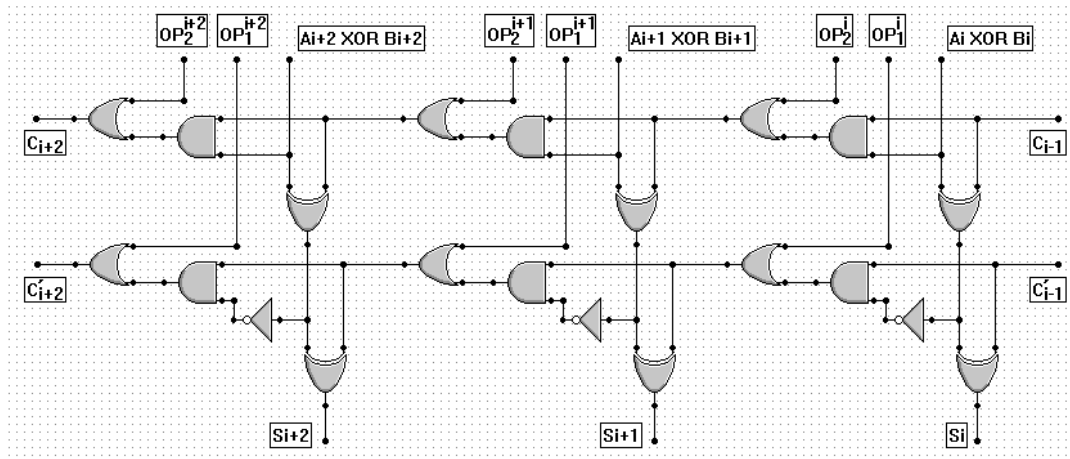 OP₂ⁱ⁺² OP₁ⁱ⁺² Ai+2 XOR Bi+2 OP₂ⁱ⁺¹ OP₁ⁱ⁺¹ Ai+1 XOR Bi+1 OP₂ⁱ OP₁ⁱ Ai XOR Bi
Cᵢ₊₂ Cᵢ₋₁
C′ᵢ₊₂ C′ᵢ₋₁
Si+2 Si+1 Si